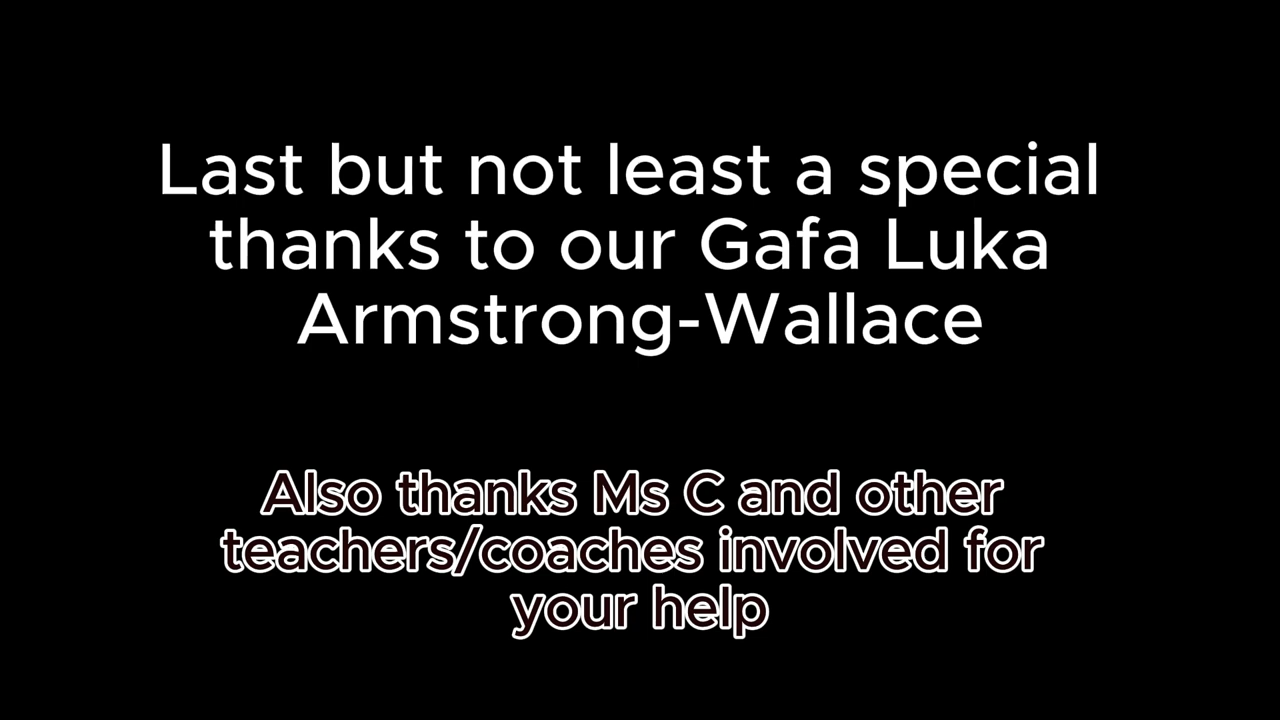 Last but not least a special
thanks to our Gafa Luka
Armstrong-Wallace
Also thanks Ms C and other
teachers/coaches involved for
your help